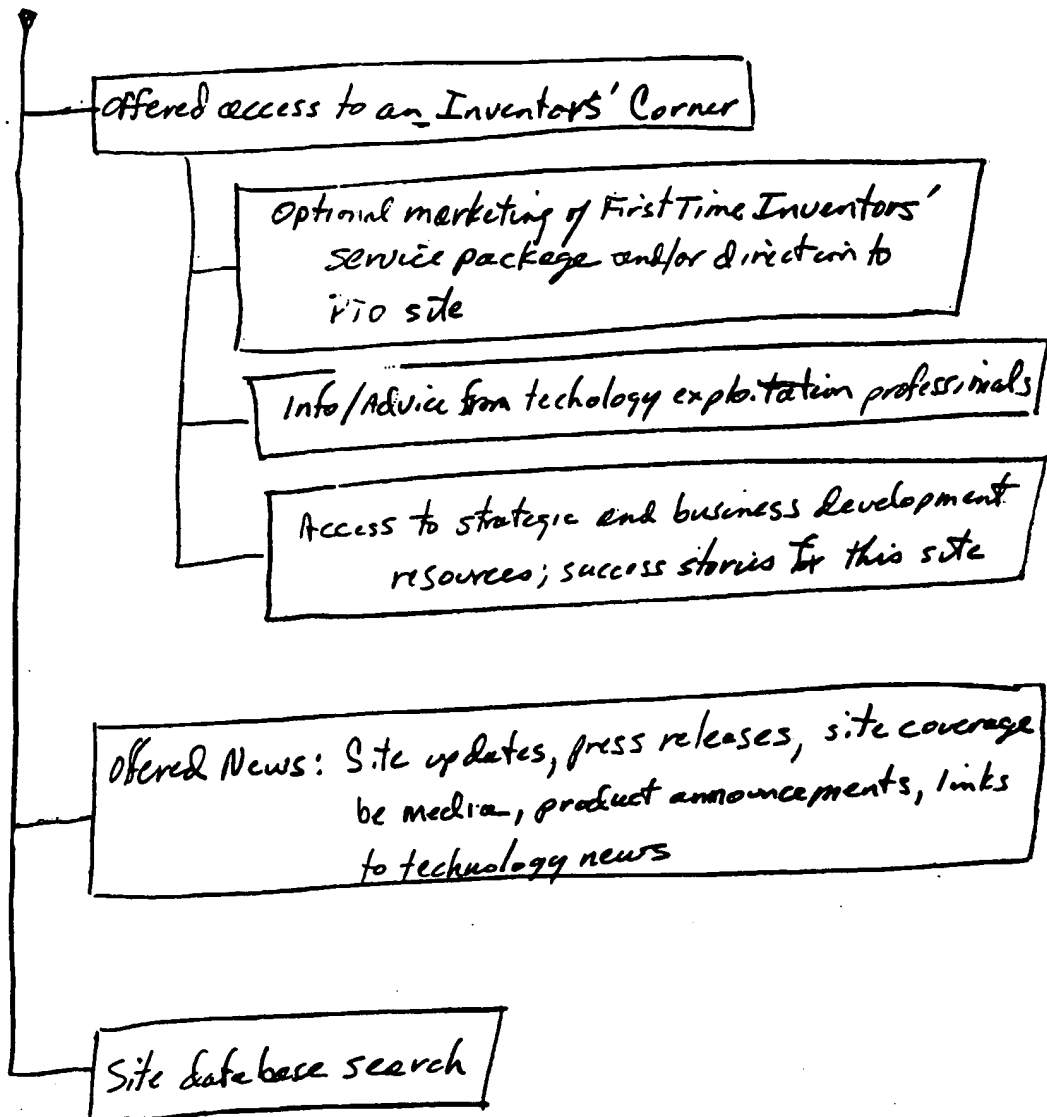 Offered access to an Inventors' Corner
Optional marketing of First Time Inventors'
service package and/or direction to
PTO site
Info/Advice from techology exploitation professionals
Access to strategic and business development
resources; success stories for this site
Offered News: Site updates, press releases, site coverage
be media, product announcements, links
to technology news
Site database search